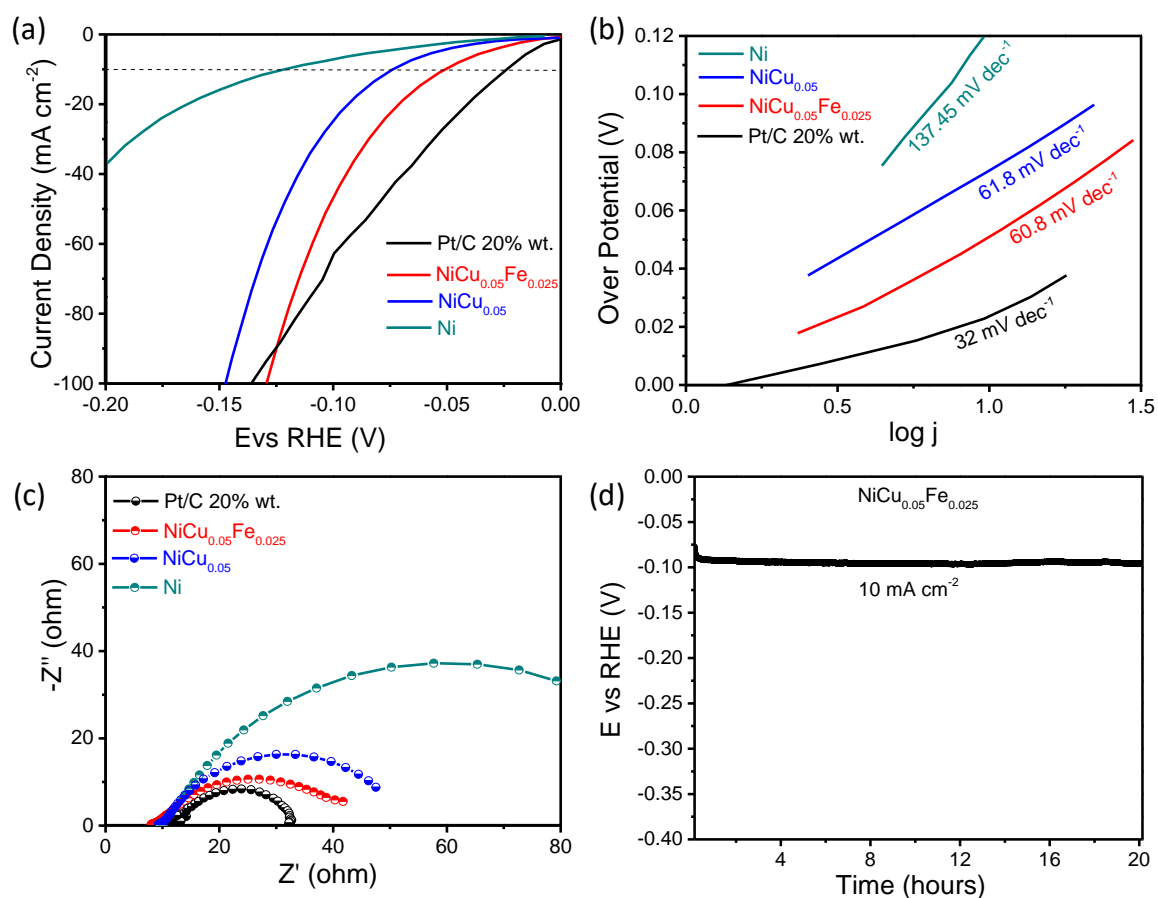 (a)
0
-20
-40
-60
-80
-100
-0.20
-0.15
-0.10
-0.05
0.00
Current Density (mA cm⁻²)
Evs RHE (V)
Pt/C 20% wt.
NiCu₀.₀₅Fe₀.₀₂₅
NiCu₀.₀₅
Ni
(b)
0.12
0.10
0.08
0.06
0.04
0.02
0.00
0.0
0.5
1.0
1.5
Over Potential (V)
log j
Ni
NiCu₀.₀₅
NiCu₀.₀₅Fe₀.₀₂₅
Pt/C 20% wt.
137.45 mV dec⁻¹
61.8 mV dec⁻¹
60.8 mV dec⁻¹
32 mV dec⁻¹
(c)
80
60
40
20
0
0
20
40
60
80
-Z'' (ohm)
Z' (ohm)
Pt/C 20% wt.
NiCu₀.₀₅Fe₀.₀₂₅
NiCu₀.₀₅
Ni
(d)
0.00
-0.05
-0.10
-0.15
-0.20
-0.25
-0.30
-0.35
-0.40
4
8
12
16
20
E vs RHE (V)
Time (hours)
NiCu₀.₀₅Fe₀.₀₂₅
10 mA cm⁻²